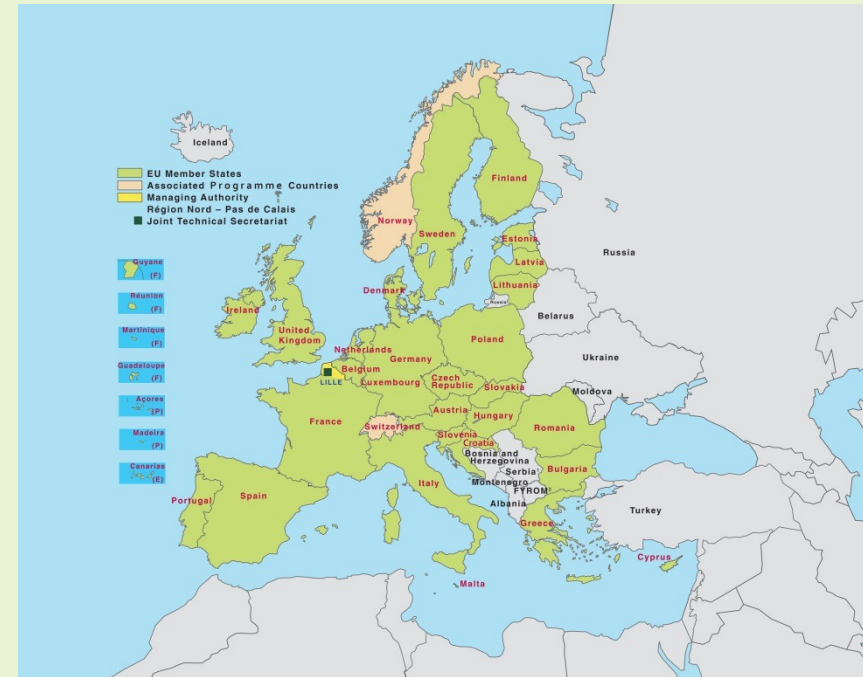 Iceland
EU Member States
Associated Programme Countries
Managing Authority
Région Nord – Pas de Calais
Joint Technical Secretariat
Guyane
(F)
Réunion
(F)
Martinique
(F)
Guadeloupe
(F)
Açores
(P)
Madeira
(P)
Canarias
(E)
Finland
Norway
Sweden
Estonia
Russia
Latvia
Denmark
Lithuania
Russia
Ireland
United
Kingdom
Belarus
Netherlands
Poland
Germany
Ukraine
Belgium
LILLE
Luxembourg
Czech
Republic
Slovakia
Moldova
Austria
France
Hungary
Switzerland
Romania
Slovenia
Croatia
Bosnia and
Herzegovina
Serbia
Bulgaria
Montenegro
Italy
FYROM
Portugal
Spain
Albania
Turkey
Greece
Cyprus
Malta